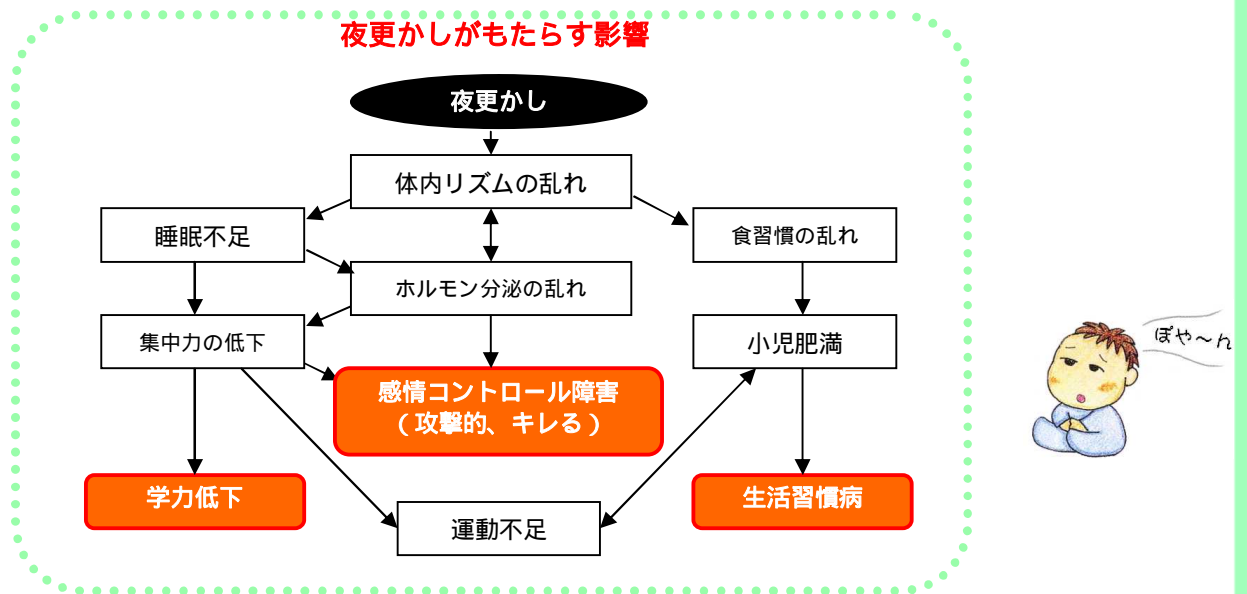 夜更かしがもたらす影響
夜更かし
体内リズムの乱れ
睡眠不足
食習慣の乱れ
ホルモン分泌の乱れ
集中力の低下
小児肥満
ぽや～ん
感情コントロール障害
（攻撃的、キレる）
学力低下
生活習慣病
運動不足